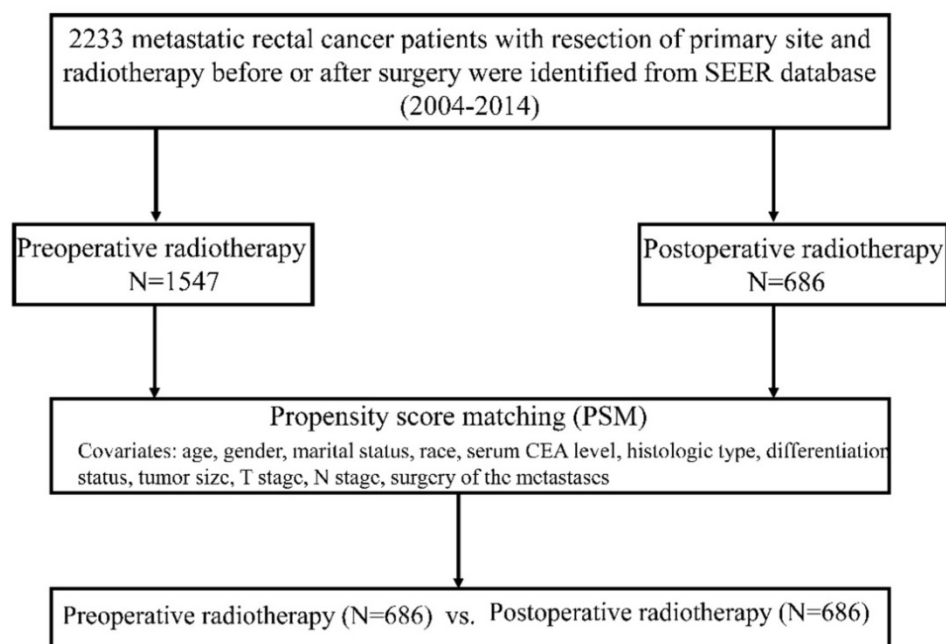 2233 metastatic rectal cancer patients with resection of primary site and
radiotherapy before or after surgery were identified from SEER database
(2004-2014)
Preoperative radiotherapy
N=1547
Postoperative radiotherapy
N=686
Propensity score matching (PSM)
Covariates: age, gender, marital status, race, serum CEA level, histologic type, differentiation
status, tumor size, T stage, N stage, surgery of the metastases
Preoperative radiotherapy (N=686) vs. Postoperative radiotherapy (N=686)